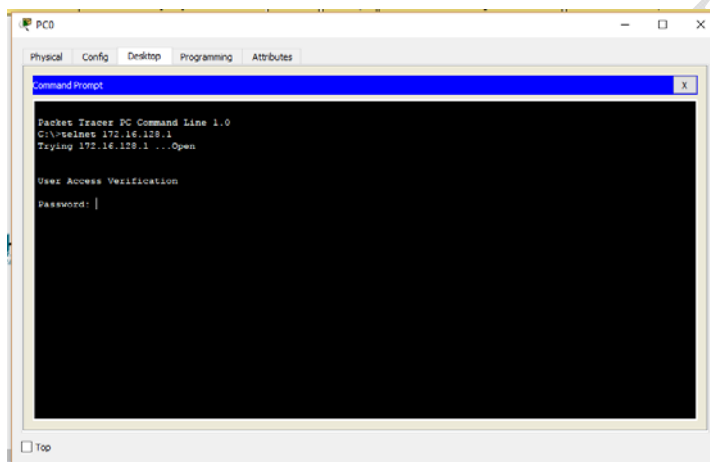 PC0
Physical Config Desktop Programming Attributes
Command Prompt
X
Packet Tracer PC Command Line 1.0
C:\>telnet 172.16.128.1
Trying 172.16.128.1 ...Open
User Access Verification
Password:
Top